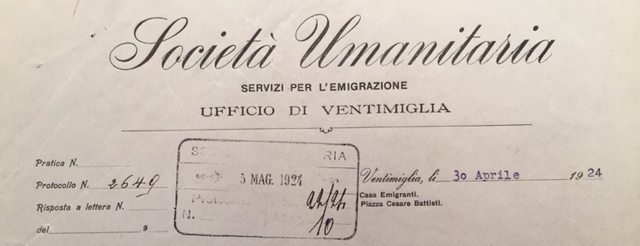 Società Umanitaria
SERVIZI PER L'EMIGRAZIONE
UFFICIO DI VENTIMIGLIA
Pratica N.
Protocollo N. 2649
Risposta a lettera N.
del 9
RIA
5 MAG. 1924
N.
10
Ventimiglia, li 30 Aprile 1924
Casa Emigranti.
Piazza Cesare Battisti.